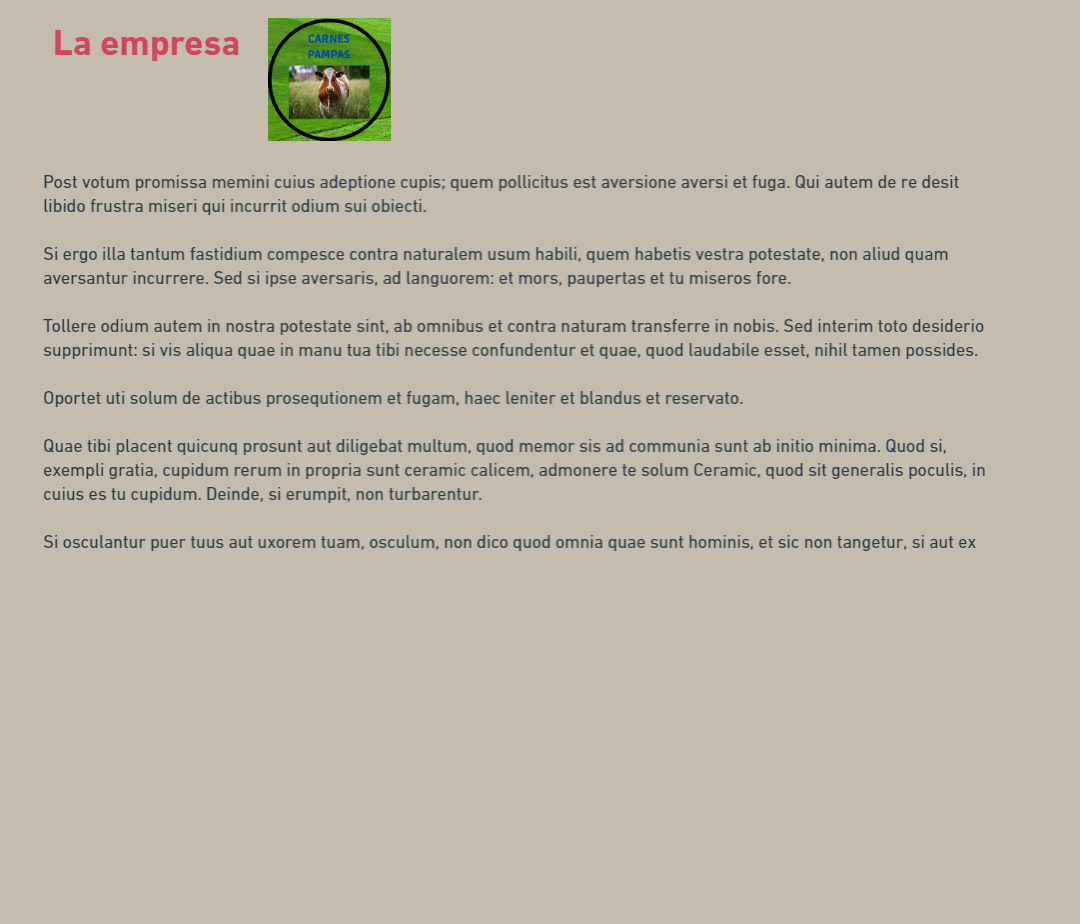 La empresa
CARNES
PAMPAS
Post votum promissa memini cuius adeptione cupis; quem pollicitus est aversione aversi et fuga. Qui autem de re desit
libido frustra miseri qui incurrit odium sui obiecti.
Si ergo illa tantum fastidium compesce contra naturalem usum habili, quem habetis vestra potestate, non aliud quam
aversantur incurrere. Sed si ipse aversaris, ad languorem: et mors, paupertas et tu miseros fore.
Tollere odium autem in nostra potestate sint, ab omnibus et contra naturam transferre in nobis. Sed interim toto desiderio
supprimunt: si vis aliqua quae in manu tua tibi necesse confundentur et quae, quod laudabile esset, nihil tamen possides.
Oportet uti solum de actibus prosequtionem et fugam, haec leniter et blandus et reservato.
Quae tibi placent quicunq prosunt aut diligebat multum, quod memor sis ad communia sunt ab initio minima. Quod si,
exempli gratia, cupidum rerum in propria sunt ceramic calicem, admonere te solum Ceramic, quod sit generalis poculis, in
cuius es tu cupidum. Deinde, si erumpit, non turbarentur.
Si osculantur puer tuus aut uxorem tuam, osculum, non dico quod omnia quae sunt hominis, et sic non tangetur, si aut ex